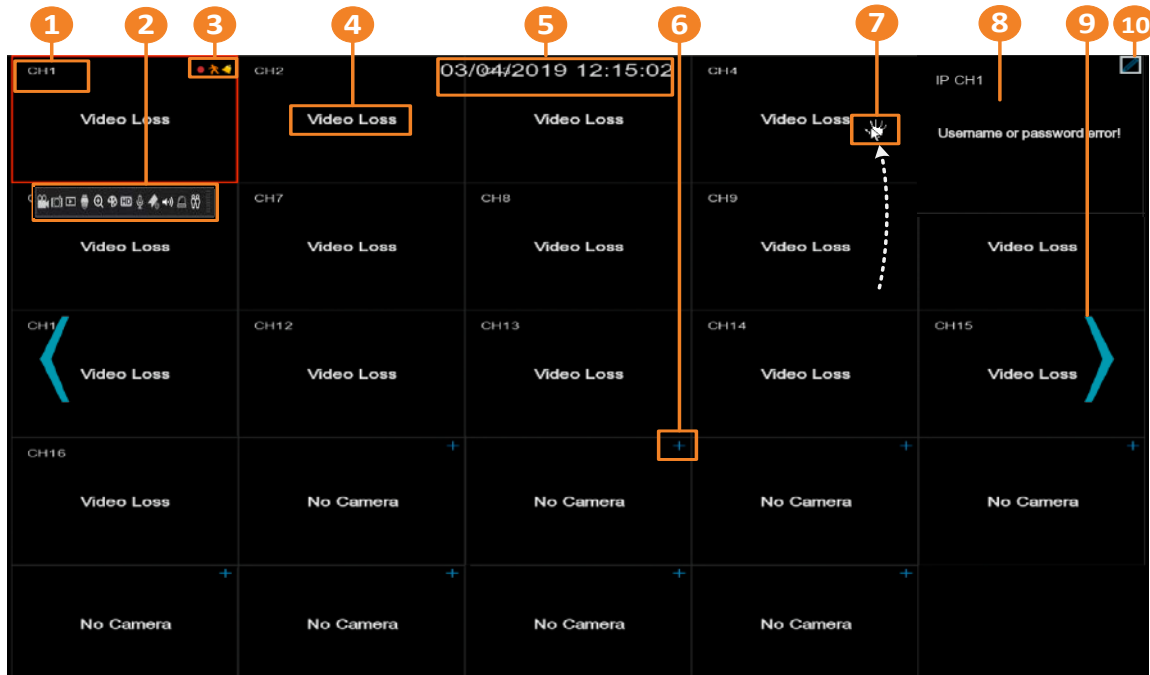 1 2 3 4 5 6 7 8 9 10
CH1 CH2 03/04/2019 12:15:02 CH4 IP CH1
Video Loss Video Loss Video Loss Video Loss Username or password error!
HD CH7 CH8 CH9
Video Loss Video Loss Video Loss Video Loss Video Loss
CH1 CH12 CH13 CH14 CH15
Video Loss Video Loss Video Loss Video Loss Video Loss
CH16
Video Loss No Camera No Camera No Camera No Camera
No Camera No Camera No Camera No Camera